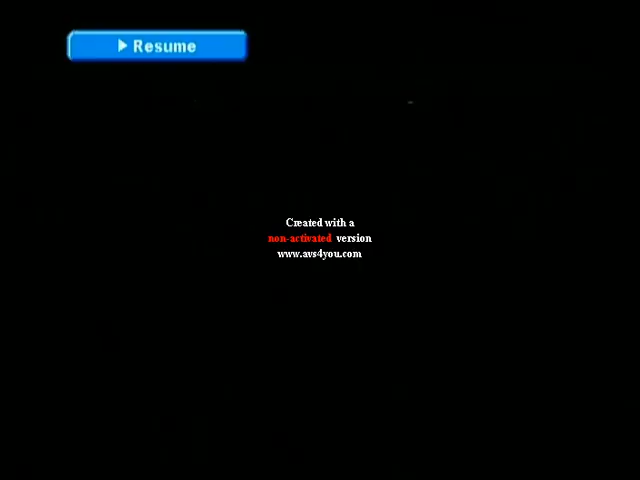 Resume
Created with a
non-activated version
www.avs4you.com